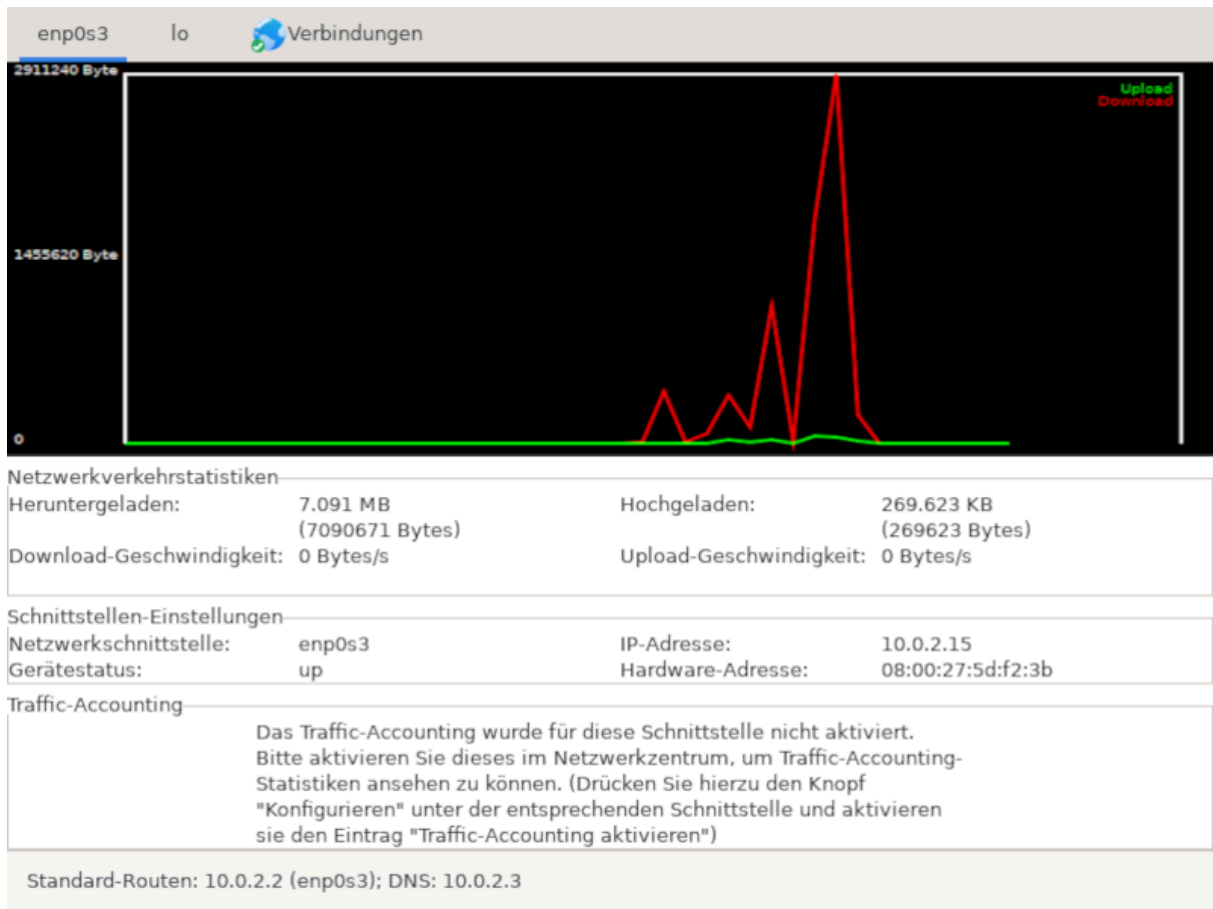 enp0s3 lo Verbindungen
2911240 Byte
Upload
Download
1455620 Byte
0
Netzwerkverkehrstatistiken
Heruntergeladen: 7.091 MB Hochgeladen: 269.623 KB
(7090671 Bytes) (269623 Bytes)
Download-Geschwindigkeit: 0 Bytes/s Upload-Geschwindigkeit: 0 Bytes/s
Schnittstellen-Einstellungen
Netzwerkschnittstelle: enp0s3 IP-Adresse: 10.0.2.15
Gerätestatus: up Hardware-Adresse: 08:00:27:5d:f2:3b
Traffic-Accounting
Das Traffic-Accounting wurde für diese Schnittstelle nicht aktiviert.
Bitte aktivieren Sie dieses im Netzwerkzentrum, um Traffic-Accounting-
Statistiken ansehen zu können. (Drücken Sie hierzu den Knopf
"Konfigurieren" unter der entsprechenden Schnittstelle und aktivieren
sie den Eintrag "Traffic-Accounting aktivieren")
Standard-Routen: 10.0.2.2 (enp0s3); DNS: 10.0.2.3